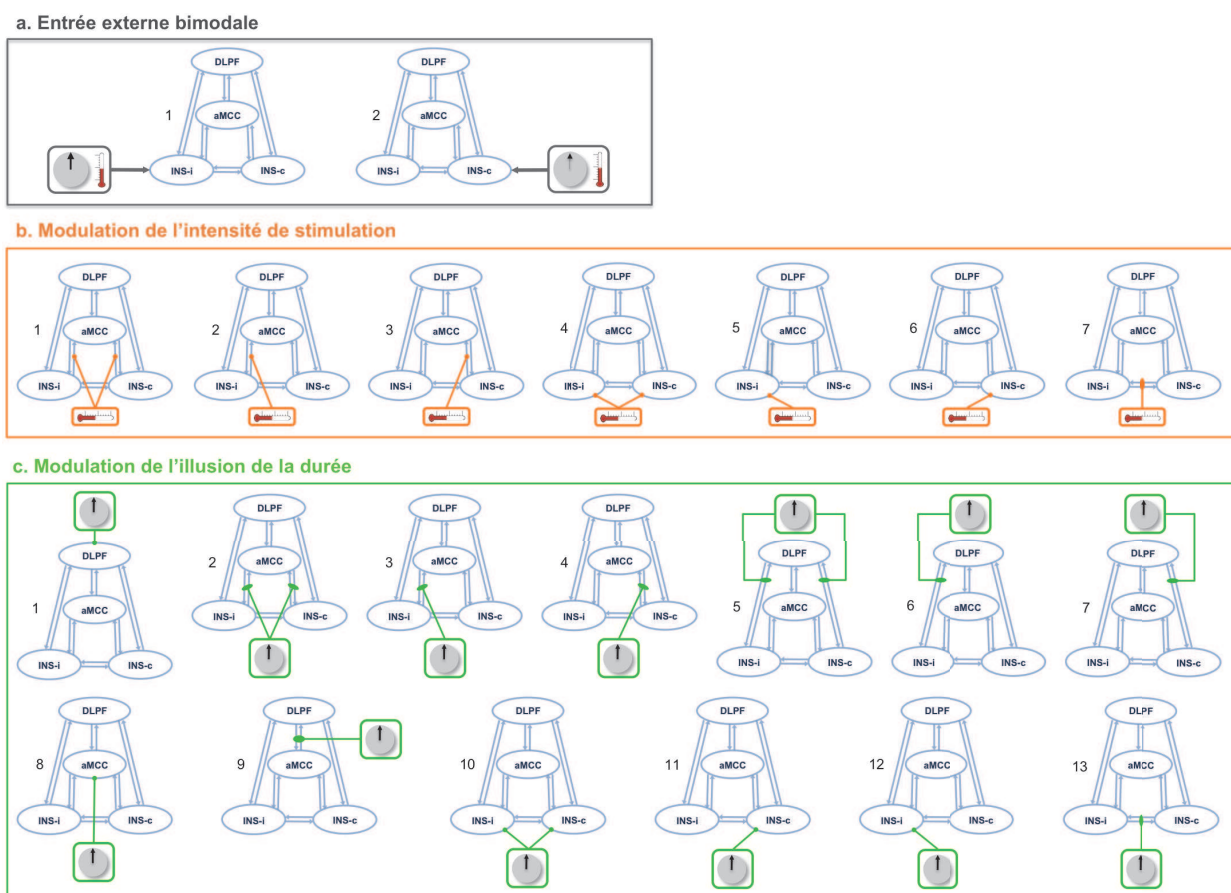 a. Entrée externe bimodale
DLPF DLPF
1 aMCC 2 aMCC
INS-i INS-c INS-i INS-c
b. Modulation de l'intensité de stimulation
DLPF DLPF DLPF DLPF DLPF DLPF DLPF
1 aMCC 2 aMCC 3 aMCC 4 aMCC 5 aMCC 6 aMCC 7 aMCC
INS-i INS-c INS-i INS-c INS-i INS-c INS-i INS-c INS-i INS-c INS-i INS-c INS-i INS-c
c. Modulation de l'illusion de la durée
DLPF DLPF DLPF DLPF DLPF DLPF DLPF
1 aMCC 2 aMCC 3 aMCC 4 aMCC 5 aMCC 6 aMCC 7 aMCC
INS-i INS-c INS-i INS-c INS-i INS-c INS-i INS-c INS-i INS-c INS-i INS-c INS-i INS-c
DLPF DLPF DLPF DLPF DLPF DLPF
8 aMCC 9 aMCC 10 aMCC 11 aMCC 12 aMCC 13 aMCC
INS-i INS-c INS-i INS-c INS-i INS-c INS-i INS-c INS-i INS-c INS-i INS-c